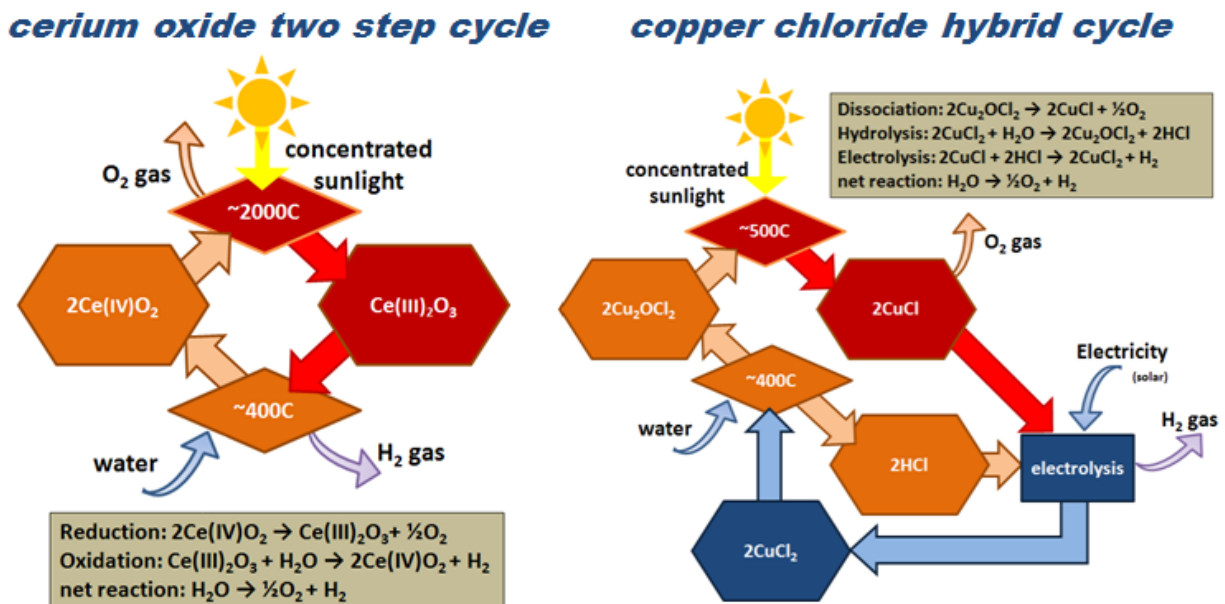 cerium oxide two step cycle
O₂ gas
concentrated
sunlight
~2000C
2Ce(IV)O₂
Ce(III)₂O₃
~400C
water
H₂ gas
Reduction: 2Ce(IV)O₂ → Ce(III)₂O₃+ ½O₂
Oxidation: Ce(III)₂O₃ + H₂O → 2Ce(IV)O₂ + H₂
net reaction: H₂O → ½O₂ + H₂
copper chloride hybrid cycle
Dissociation: 2Cu₂OCl₂ → 2CuCl + ½O₂
Hydrolysis: 2CuCl₂ + H₂O → 2Cu₂OCl₂ + 2HCl
Electrolysis: 2CuCl + 2HCl → 2CuCl₂ + H₂
net reaction: H₂O → ½O₂ + H₂
concentrated
sunlight
~500C
O₂ gas
2Cu₂OCl₂
2CuCl
~400C
Electricity
(solar)
water
H₂ gas
2HCl
electrolysis
2CuCl₂